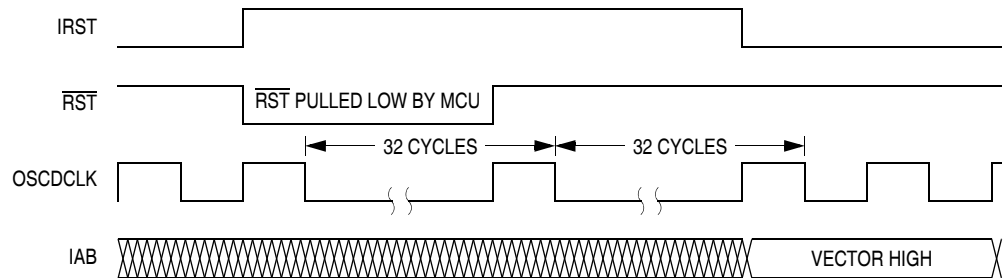 IRST
RST
RST PULLED LOW BY MCU
32 CYCLES
32 CYCLES
OSCDCLK
IAB
VECTOR HIGH